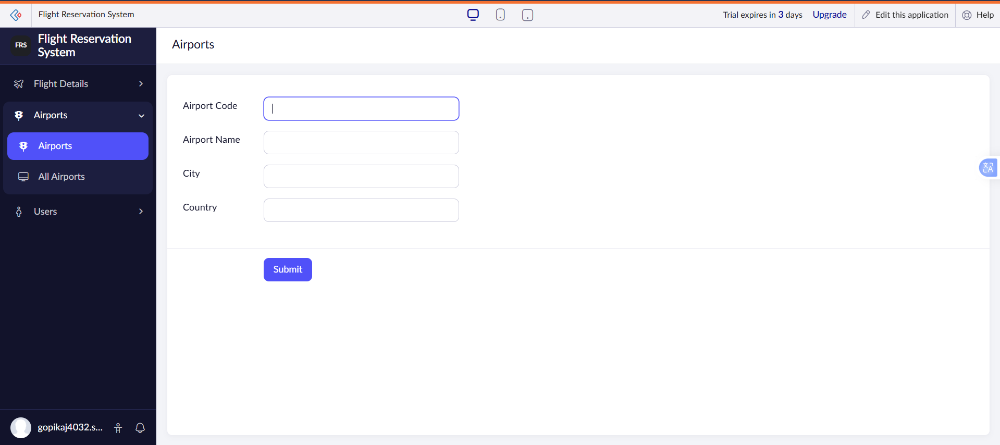 Flight Reservation System
Trial expires in 3 days
Upgrade
Edit this application
Help
FRS
Flight Reservation
System
Flight Details
Airports
Airports
All Airports
Users
gopikaj4032.s...
Airports
Airport Code
Airport Name
City
Country
Submit